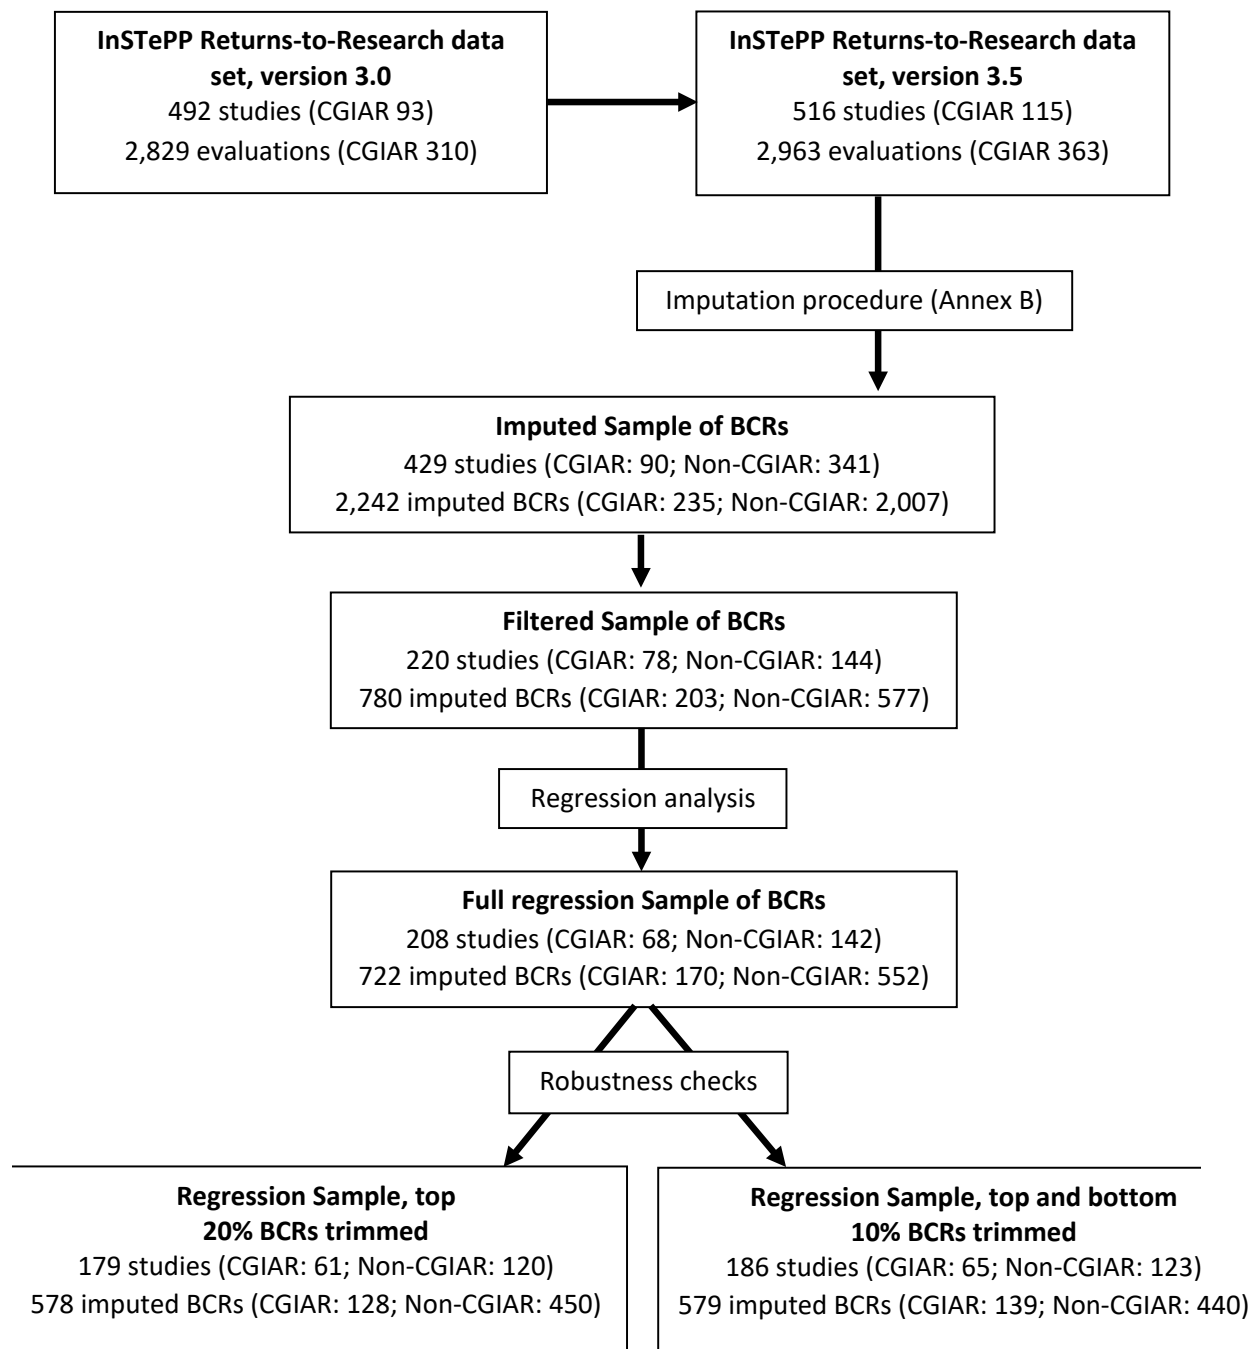 InSTePP Returns-to-Research data
set, version 3.0
492 studies (CGIAR 93)
2,829 evaluations (CGIAR 310)
InSTePP Returns-to-Research data
set, version 3.5
516 studies (CGIAR 115)
2,963 evaluations (CGIAR 363)
Imputation procedure (Annex B)
Imputed Sample of BCRs
429 studies (CGIAR: 90; Non-CGIAR: 341)
2,242 imputed BCRs (CGIAR: 235; Non-CGIAR: 2,007)
Filtered Sample of BCRs
220 studies (CGIAR: 78; Non-CGIAR: 144)
780 imputed BCRs (CGIAR: 203; Non-CGIAR: 577)
Regression analysis
Full regression Sample of BCRs
208 studies (CGIAR: 68; Non-CGIAR: 142)
722 imputed BCRs (CGIAR: 170; Non-CGIAR: 552)
Robustness checks
Regression Sample, top
20% BCRs trimmed
179 studies (CGIAR: 61; Non-CGIAR: 120)
578 imputed BCRs (CGIAR: 128; Non-CGIAR: 450)
Regression Sample, top and bottom
10% BCRs trimmed
186 studies (CGIAR: 65; Non-CGIAR: 123)
579 imputed BCRs (CGIAR: 139; Non-CGIAR: 440)